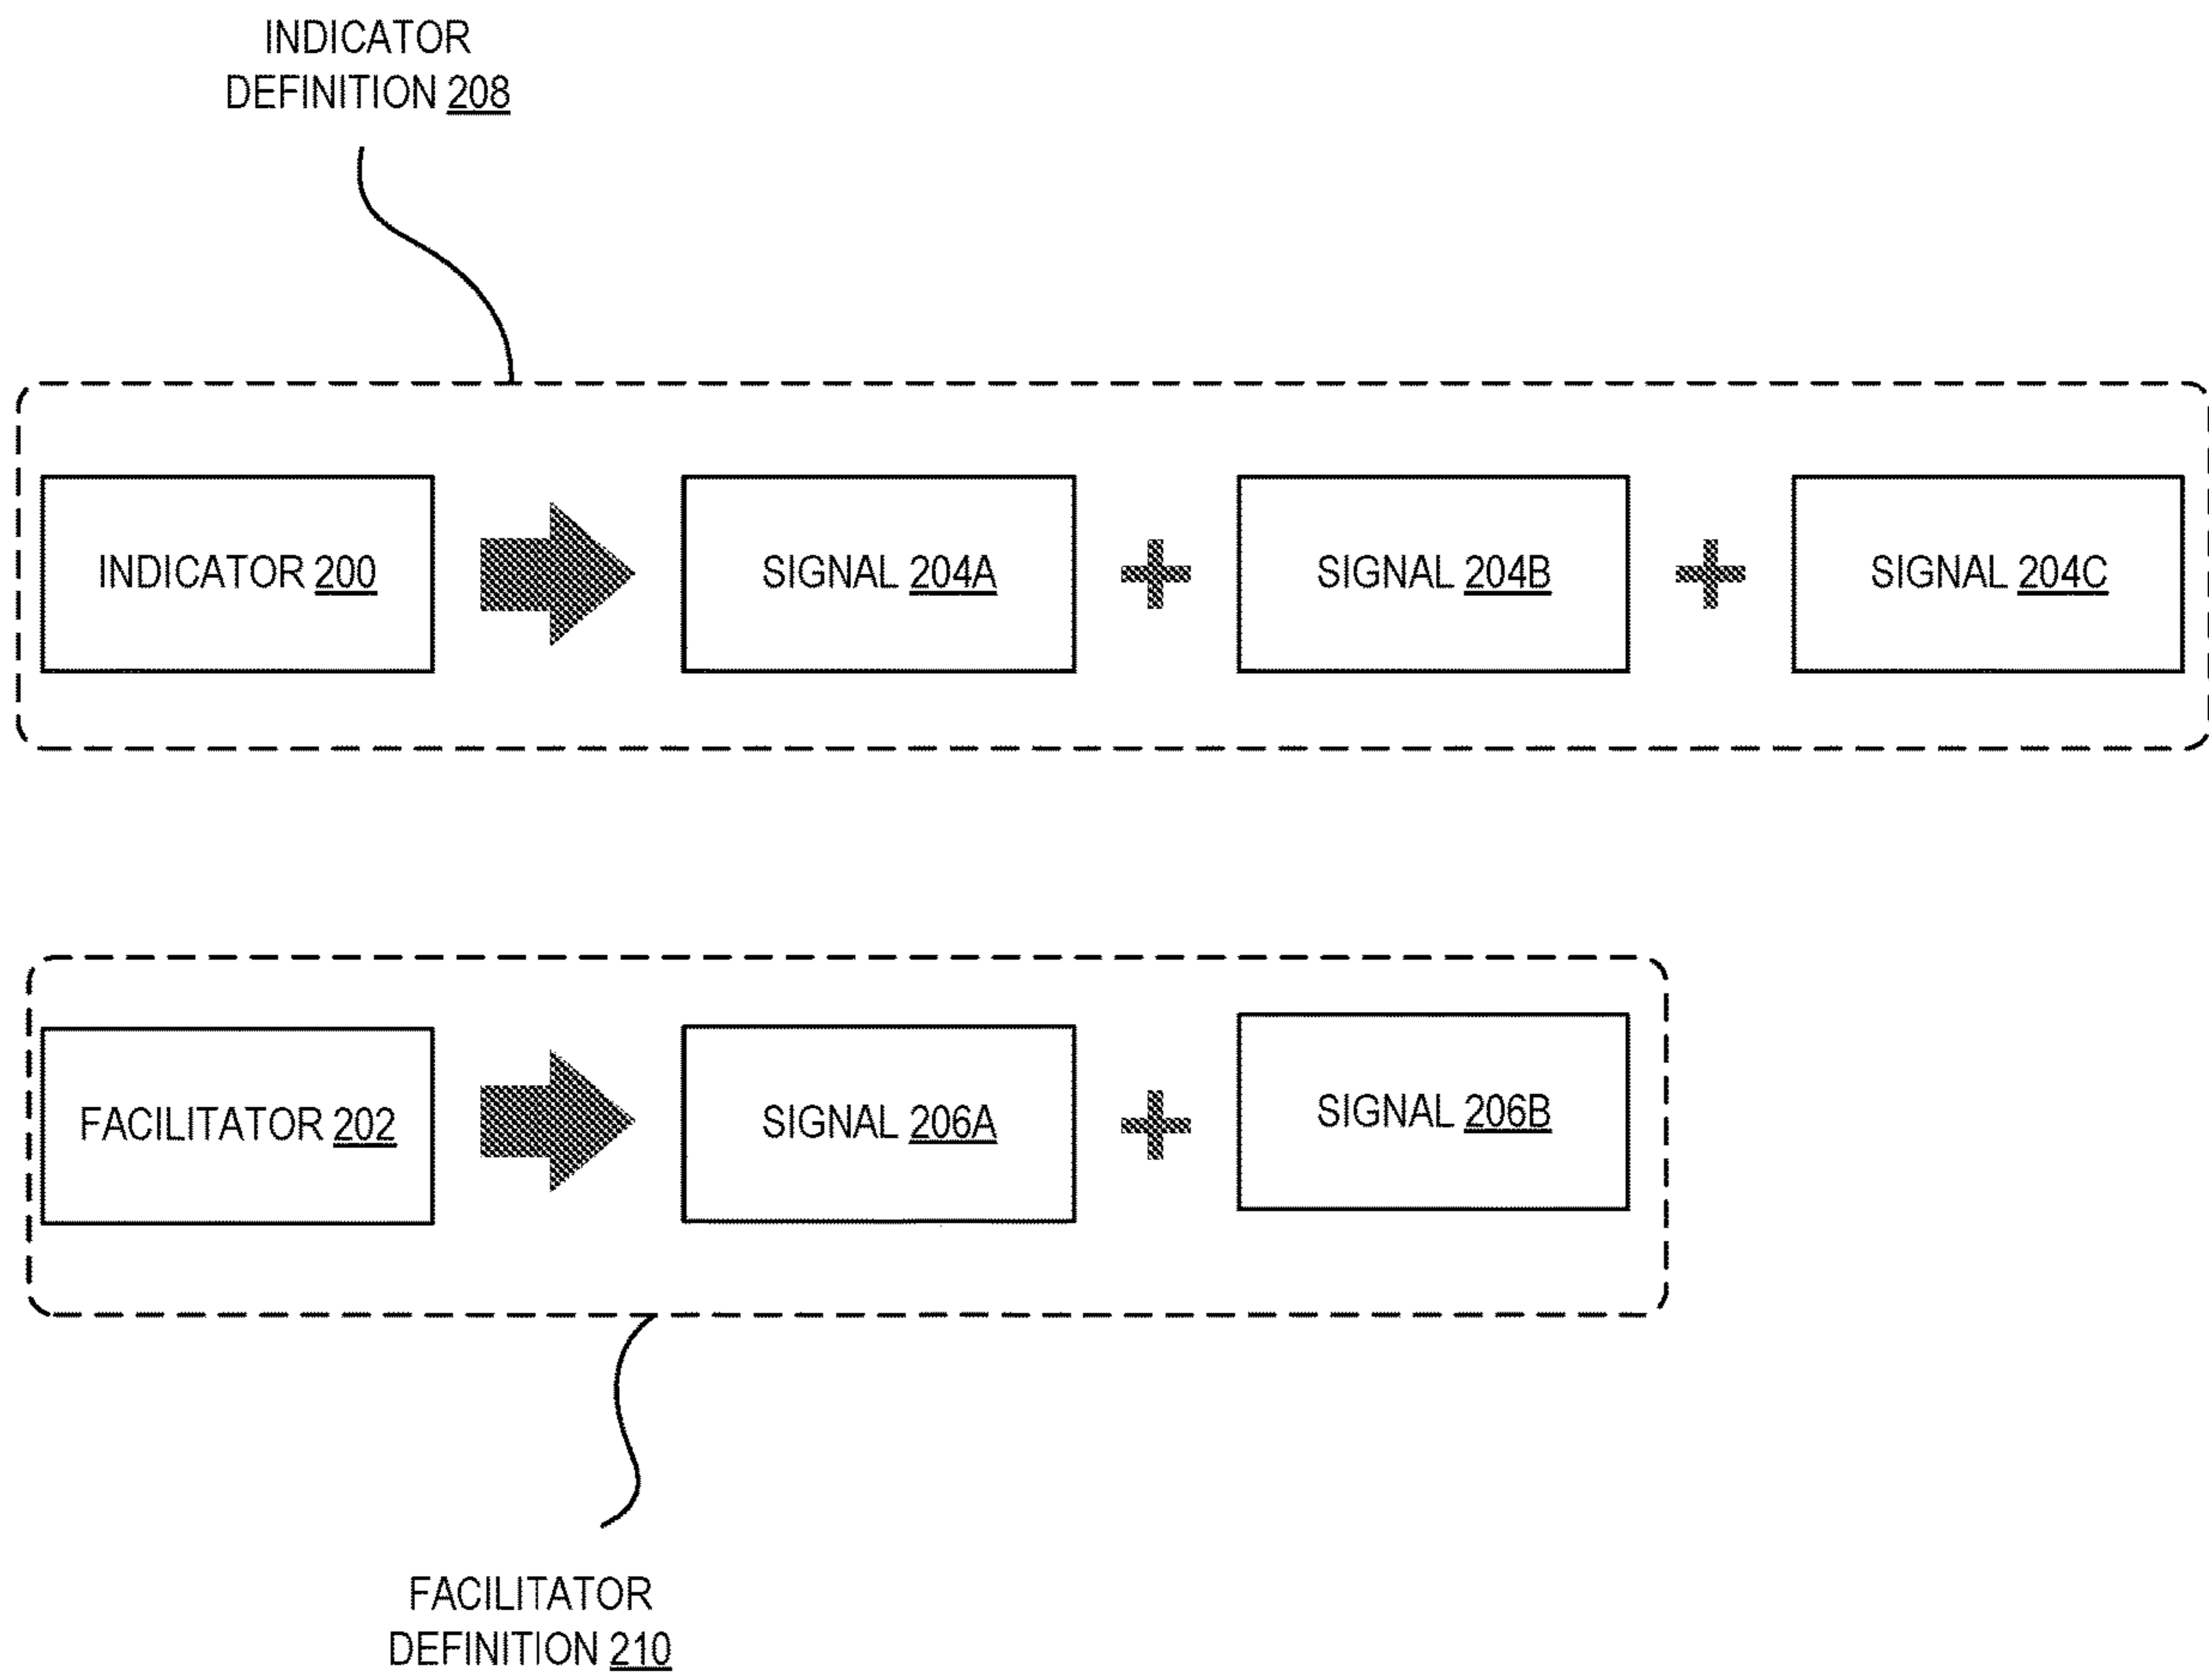 INDICATOR
DEFINITION 208
INDICATOR 200
SIGNAL 204A
+
SIGNAL 204B
+
SIGNAL 204C
FACILITATOR 202
SIGNAL 206A
+
SIGNAL 206B
FACILITATOR
DEFINITION 210